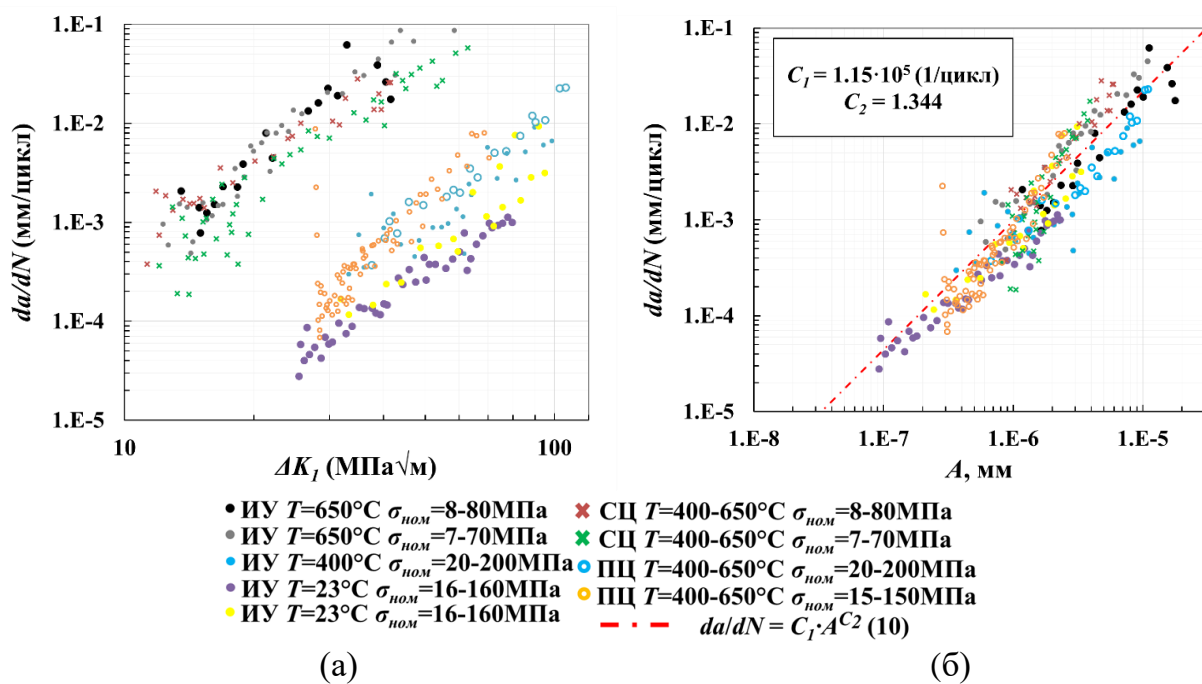 1.E-1
1.E-2
1.E-3
1.E-4
1.E-5
da/dN (мм/цикл)
10
100
ΔK₁ (МПа√м)
1.E-1
1.E-2
1.E-3
1.E-4
1.E-5
da/dN (мм/цикл)
C₁ = 1.15·10⁵ (1/цикл)
C₂ = 1.344
1.E-8
1.E-7
1.E-6
1.E-5
A, мм
ИУ T=650°C σном=8-80МПа
ИУ T=650°C σном=7-70МПа
ИУ T=400°C σном=20-200МПа
ИУ T=23°C σном=16-160МПа
ИУ T=23°C σном=16-160МПа
СЦ T=400-650°C σном=8-80МПа
СЦ T=400-650°C σном=7-70МПа
ПЦ T=400-650°C σном=20-200МПа
ПЦ T=400-650°C σном=15-150МПа
da/dN = C₁·A^C2 (10)
(а)
(б)